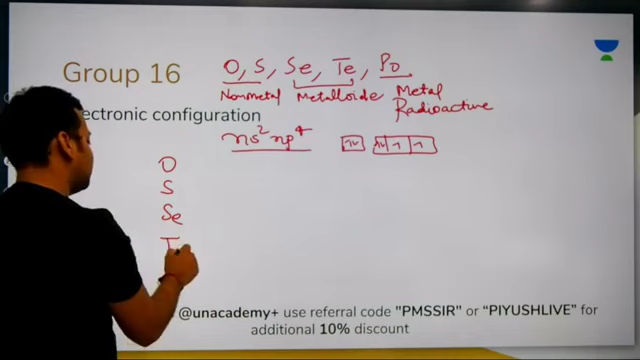 Group 16
O, S, Se, Te, Po
Nonmetal Metalloide Metal
Radioactive
ectronic configuration
ns² np⁴
O
S
Se
T
@unacademy+ use referral code "PMSSIR" or "PIYUSHLIVE" for
additional 10% discount